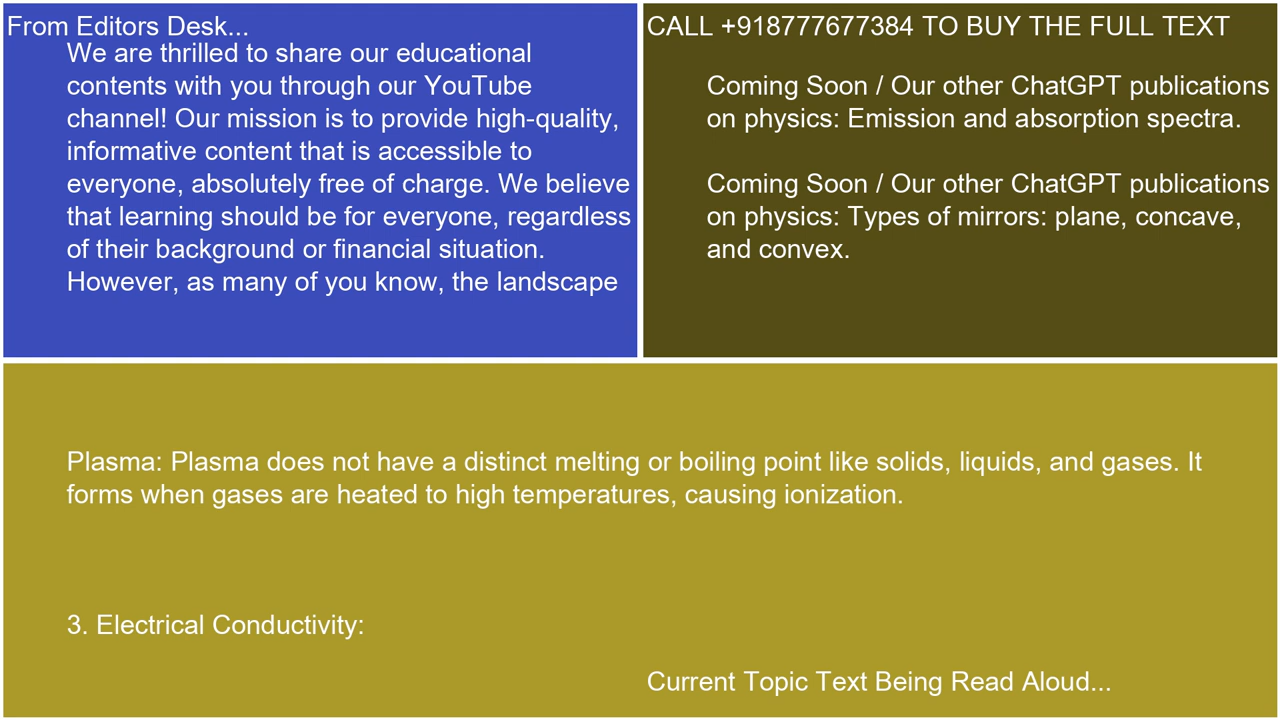 From Editors Desk...
We are thrilled to share our educational
contents with you through our YouTube
channel! Our mission is to provide high-quality,
informative content that is accessible to
everyone, absolutely free of charge. We believe
that learning should be for everyone, regardless
of their background or financial situation.
However, as many of you know, the landscape
CALL +918777677384 TO BUY THE FULL TEXT
Coming Soon / Our other ChatGPT publications
on physics: Emission and absorption spectra.
Coming Soon / Our other ChatGPT publications
on physics: Types of mirrors: plane, concave,
and convex.
Plasma: Plasma does not have a distinct melting or boiling point like solids, liquids, and gases. It
forms when gases are heated to high temperatures, causing ionization.
3. Electrical Conductivity:
Current Topic Text Being Read Aloud...